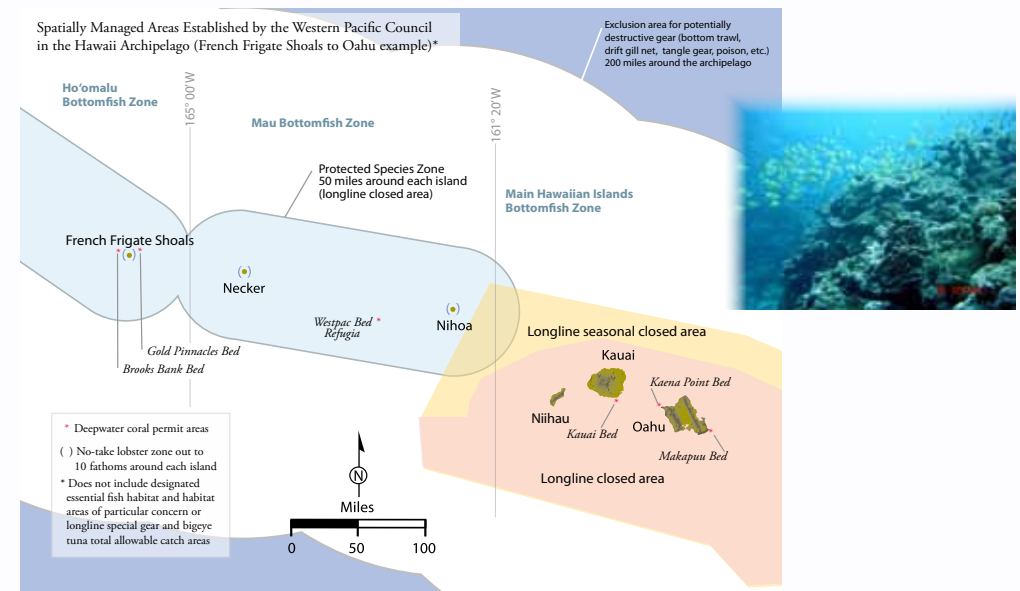 Spatially Managed Areas Established by the Western Pacific Council
in the Hawaii Archipelago (French Frigate Shoals to Oahu example)*
Exclusion area for potentially
destructive gear (bottom trawl,
drift gill net, tangle gear, poison, etc.)
200 miles around the archipelago
Ho‘omalu
Bottomfish Zone
165° 00'W
Mau Bottomfish Zone
161° 20'W
Protected Species Zone
50 miles around each island
(longline closed area)
Main Hawaiian Islands
Bottomfish Zone
French Frigate Shoals
* ( ) *
( )
Necker
Westpac Bed *
Refugia
( )
Nihoa
Gold Pinnacles Bed
Brooks Bank Bed
Longline seasonal closed area
Kauai
Kaena Point Bed
Niihau
Kauai Bed
Oahu
Makapuu Bed
Longline closed area
* Deepwater coral permit areas
( ) No-take lobster zone out to
10 fathoms around each island
* Does not include designated
essential fish habitat and habitat
areas of particular concern or
longline special gear and bigeye
tuna total allowable catch areas
N
Miles
0 50 100